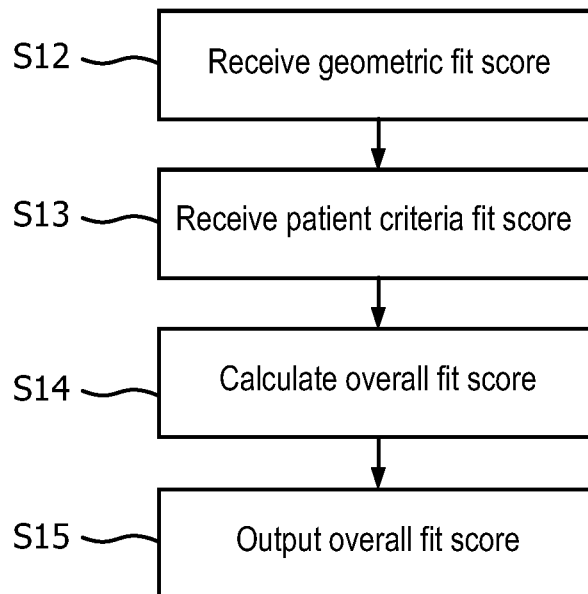 S12
Receive geometric fit score
S13
Receive patient criteria fit score
S14
Calculate overall fit score
S15
Output overall fit score